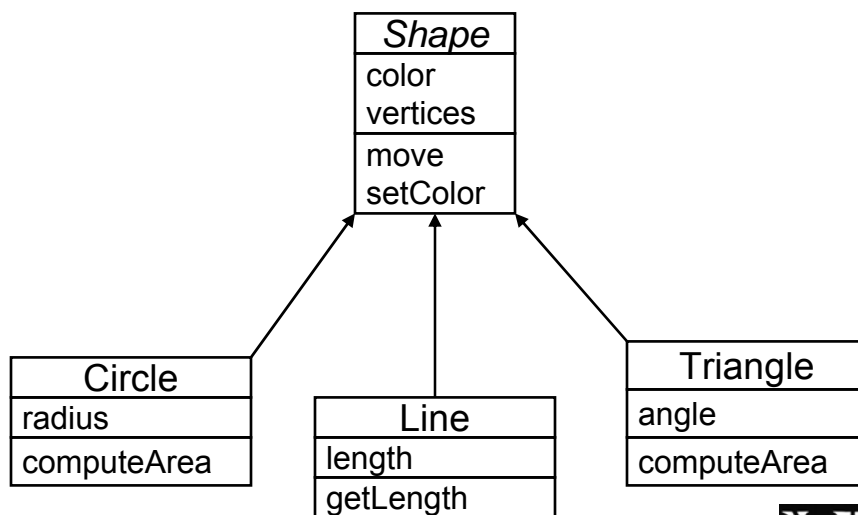 Shape
color
vertices
move
setColor
Circle
radius
computeArea
Line
length
getLength
Triangle
angle
computeArea